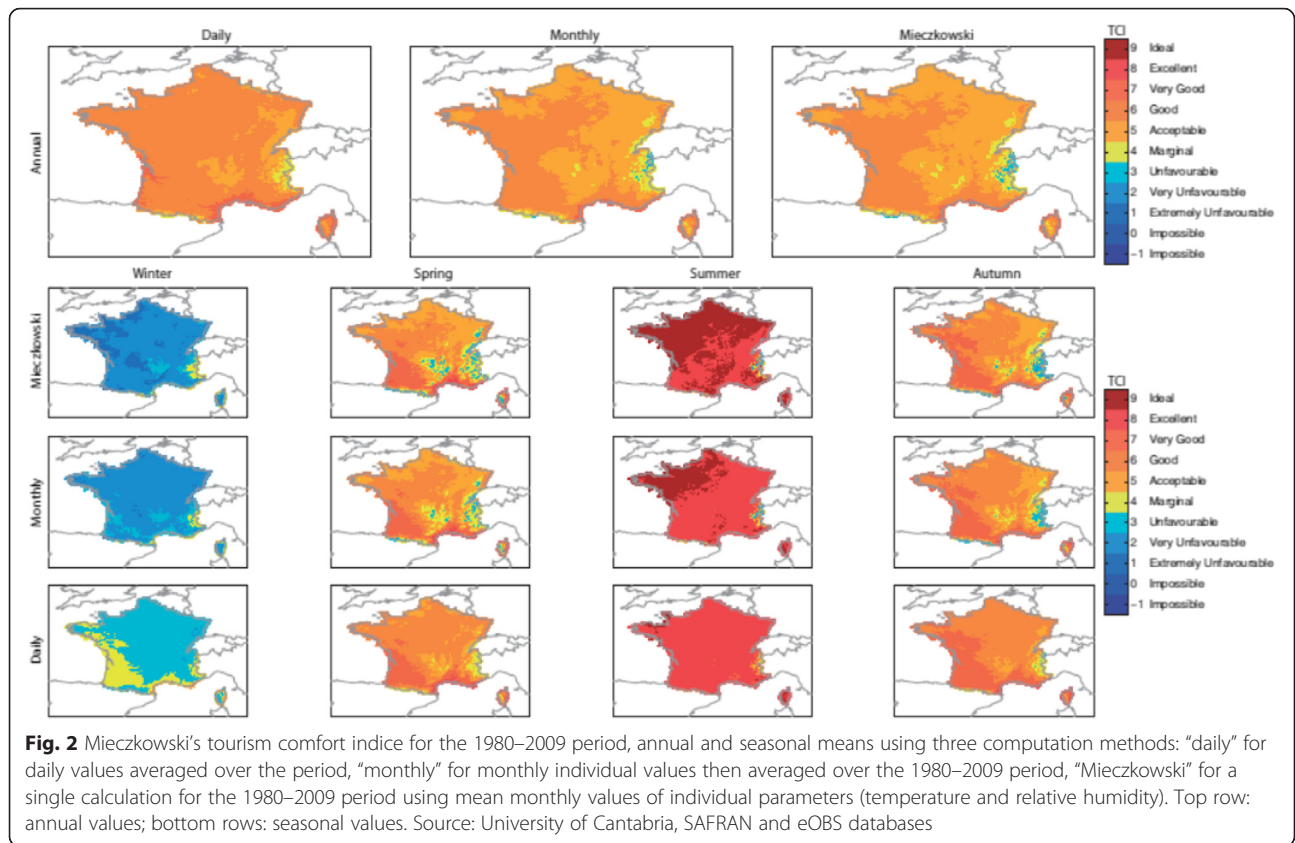 Daily
Monthly
Mieczkowski
TCI
Annual
9 Ideal
8 Excellent
7 Very Good
6 Good
5 Acceptable
4 Marginal
3 Unfavourable
2 Very Unfavourable
1 Extremely Unfavourable
0 Impossible
-1 Impossible
Winter
Spring
Summer
Autumn
Mieczkowski
Monthly
Daily
TCI
9 Ideal
8 Excellent
7 Very Good
6 Good
5 Acceptable
4 Marginal
3 Unfavourable
2 Very Unfavourable
1 Extremely Unfavourable
0 Impossible
-1 Impossible
Fig. 2 Mieczkowski's tourism comfort indice for the 1980–2009 period, annual and seasonal means using three computation methods: "daily" for
daily values averaged over the period, "monthly" for monthly individual values then averaged over the 1980–2009 period, "Mieczkowski" for a
single calculation for the 1980–2009 period using mean monthly values of individual parameters (temperature and relative humidity). Top row:
annual values; bottom rows: seasonal values. Source: University of Cantabria, SAFRAN and eOBS databases